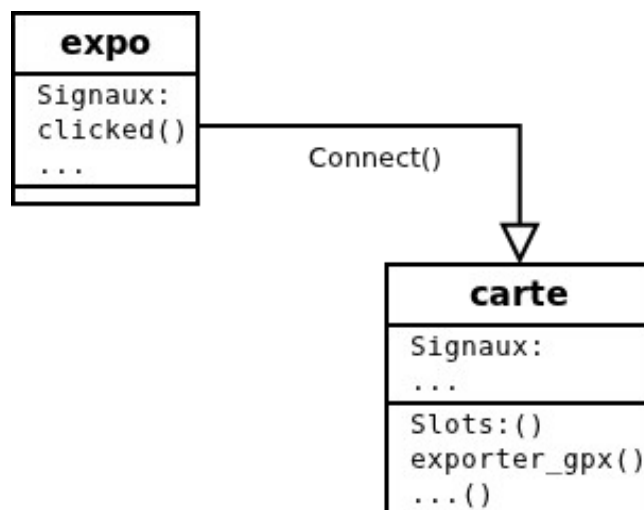 expo
Signaux:
clicked()
...
Connect()
carte
Signaux:
...
Slots:()
exporter_gpx()
...()